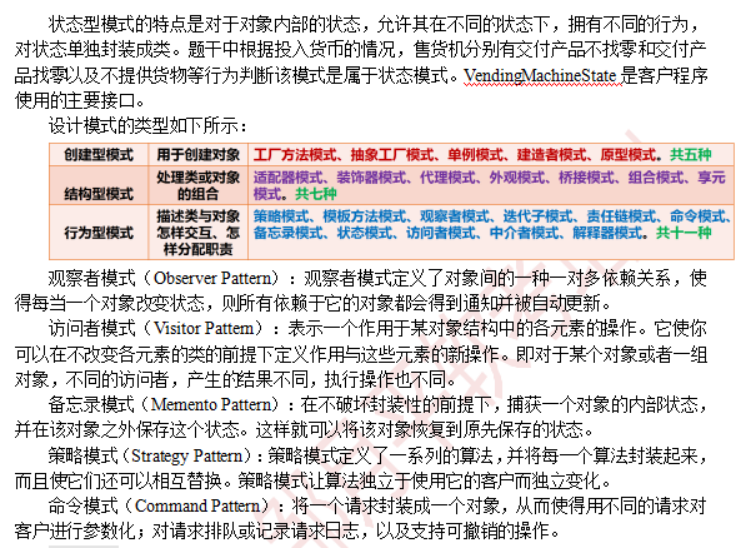 状态型模式的特点是对于对象内部的状态，允许其在不同的状态下，拥有不同的行为，
对状态单独封装成类。题干中根据投入货币的情况，售货机分别有交付产品不找零和交付产
品找零以及不提供货物等行为判断该模式是属于状态模式。VendingMachineState 是客户程序
使用的主要接口。
设计模式的类型如下所示：
创建型模式 用于创建对象 工厂方法模式、抽象工厂模式、单例模式、建造者模式、原型模式。共五种
结构型模式 处理类或对象的组合 适配器模式、装饰器模式、代理模式、外观模式、桥接模式、组合模式、享元
模式。共七种
行为型模式 描述类与对象怎样交互、怎样分配职责 策略模式、模板方法模式、观察者模式、迭代子模式、责任链模式、命令模式、
备忘录模式、状态模式、访问者模式、中介者模式、解释器模式。共十一种
观察者模式（Observer Pattern）：观察者模式定义了对象间的一种一对多依赖关系，使
得每当一个对象改变状态，则所有依赖于它的对象都会得到通知并被自动更新。
访问者模式（Visitor Pattern）：表示一个作用于某对象结构中的各元素的操作。它使你
可以在不改变各元素的类的前提下定义作用与这些元素的新操作。即对于某个对象或者一组
对象，不同的访问者，产生的结果不同，执行操作也不同。
备忘录模式（Memento Pattern）：在不破坏封装性的前提下，捕获一个对象的内部状态，
并在该对象之外保存这个状态。这样就可以将该对象恢复到原先保存的状态。
策略模式（Strategy Pattern）：策略模式定义了一系列的算法，并将每一个算法封装起来，
而且使它们还可以相互替换。策略模式让算法独立于使用它的客户而独立变化。
命令模式（Command Pattern）：将一个请求封装成一个对象，从而使得用不同的请求对
客户进行参数化；对请求排队或记录请求日志，以及支持可撤销的操作。